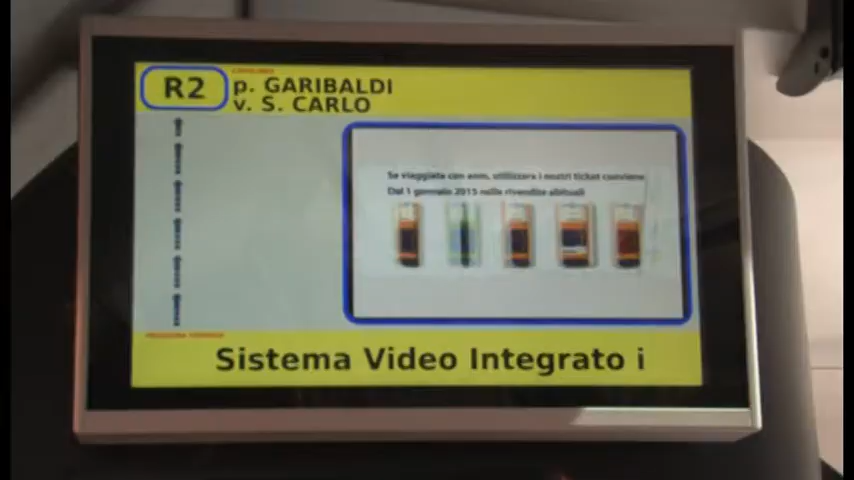 R2
p. GARIBALDI
v. S. CARLO
Se viaggiate con anm, utilizzare i nostri ticket conviene
Dal 1 gennaio 2015 nelle rivendite abituali
Sistema Video Integrato i